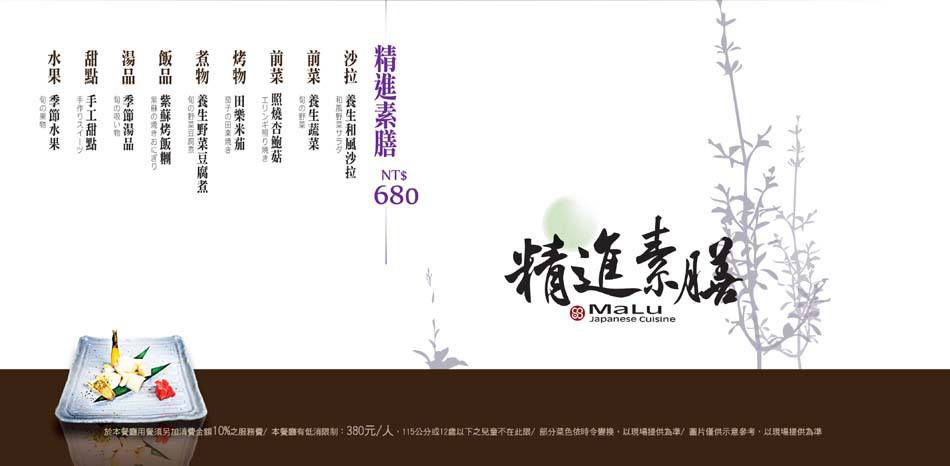 精進素膳
NT$
680
沙拉 養生和風沙拉
和風野菜サラダ
前菜 養生蔬菜
旬の野菜
前菜 照燒杏鮑菇
エリンギ照り焼き
烤物 田樂米茄
茄子の田楽焼き
煮物 養生野菜豆腐煮
旬の野菜豆腐煮
飯品 紫蘇烤飯糰
紫蘇の焼きおにぎり
湯品 季節湯品
旬の吸い物
甜點 手工甜點
手作りスイーツ
水果 季節水果
旬の果物
精進素膳
MaLu
Japanese Cuisine
於本餐廳用餐須另加消費金額10%之服務費/ 本餐廳有低消限制：380元/人，115公分或12歲以下之兒童不在此限/ 部分菜色依時令變換，以現場提供為準/ 圖片僅供示意參考，以現場提供為準